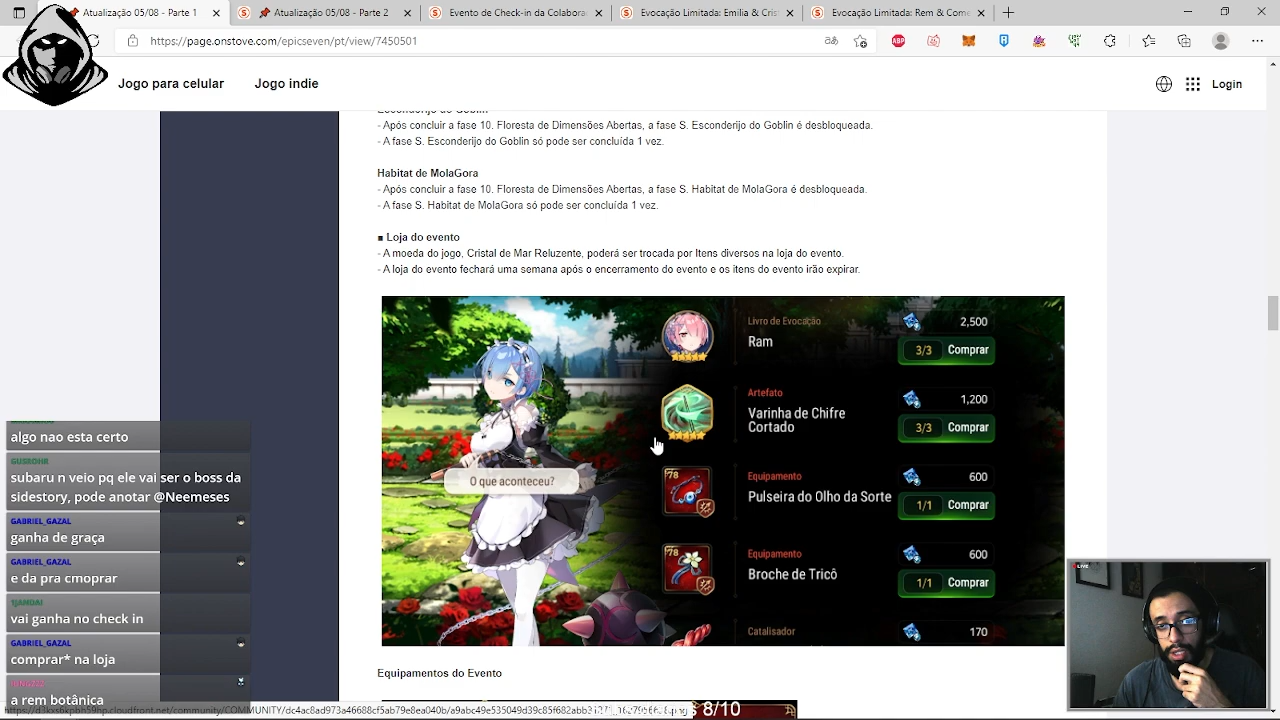 Atualização 05/08 - Parte 1
Atualização 05/08 - Parte 2
Evento de Check-in da Colabora
Evocação Limitada: Emilia & Cri
Evocação Limitada: Rem & Come
https://page.onstove.com/epicseven/pt/view/7450501
Jogo para celular
Jogo indie
Login
Esconderijo do Goblin
- Após concluir a fase 10. Floresta de Dimensões Abertas, a fase S. Esconderijo do Goblin é desbloqueada.
- A fase S. Esconderijo do Goblin só pode ser concluída 1 vez.
Habitat de MolaGora
- Após concluir a fase 10. Floresta de Dimensões Abertas, a fase S. Habitat de MolaGora é desbloqueada.
- A fase S. Habitat de MolaGora só pode ser concluída 1 vez.
■ Loja do evento
- A moeda do jogo, Cristal de Mar Reluzente, poderá ser trocada por Itens diversos na loja do evento.
- A loja do evento fechará uma semana após o encerramento do evento e os itens do evento irão expirar.
Livro de Evocação
2,500
Ram
3/3 Comprar
Artefato
1,200
Varinha de Chifre
Cortado
3/3 Comprar
O que aconteceu?
78
Equipamento
600
Pulseira do Olho da Sorte
1/1 Comprar
78
Equipamento
600
Broche de Tricô
1/1 Comprar
Catalisador
170
Equipamentos do Evento
algo nao esta certo
GUSROHR
subaru n veio pq ele vai ser o boss da
sidestory, pode anotar @Neemeses
GABRIEL_GAZAL
ganha de graça
GABRIEL_GAZAL
e da pra cmoprar
1JANDAI
vai ganha no check in
GABRIEL_GAZAL
comprar* na loja
a rem botânica
8/10
LIVE
ABP